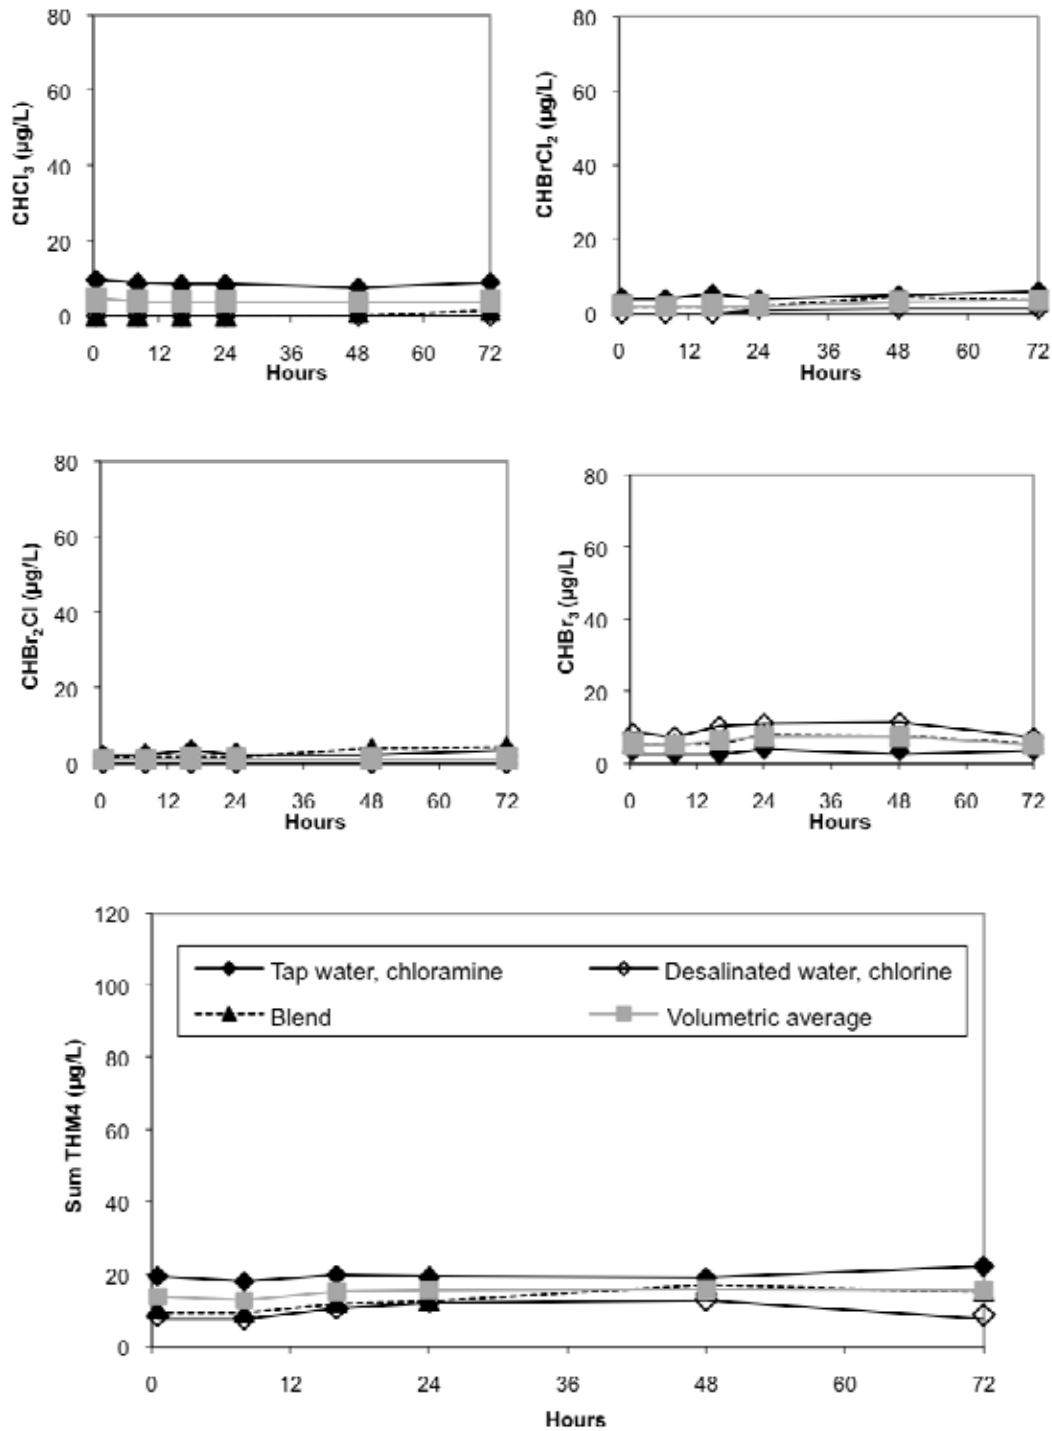 80 80
60 60
40 40
20 20
0 0
CHCl3 (µg/L)
CHBrCl2 (µg/L)
0 12 24 36 48 60 72 0 12 24 36 48 60 72
Hours Hours
80 80
60 60
40 40
20 20
0 0
CHBr2Cl (µg/L)
CHBr3 (µg/L)
0 12 24 36 48 60 72 0 12 24 36 48 60 72
Hours Hours
120
100
80
60
40
20
0
Sum THM4 (µg/L)
Tap water, chloramine Desalinated water, chlorine
Blend Volumetric average
0 12 24 36 48 60 72
Hours